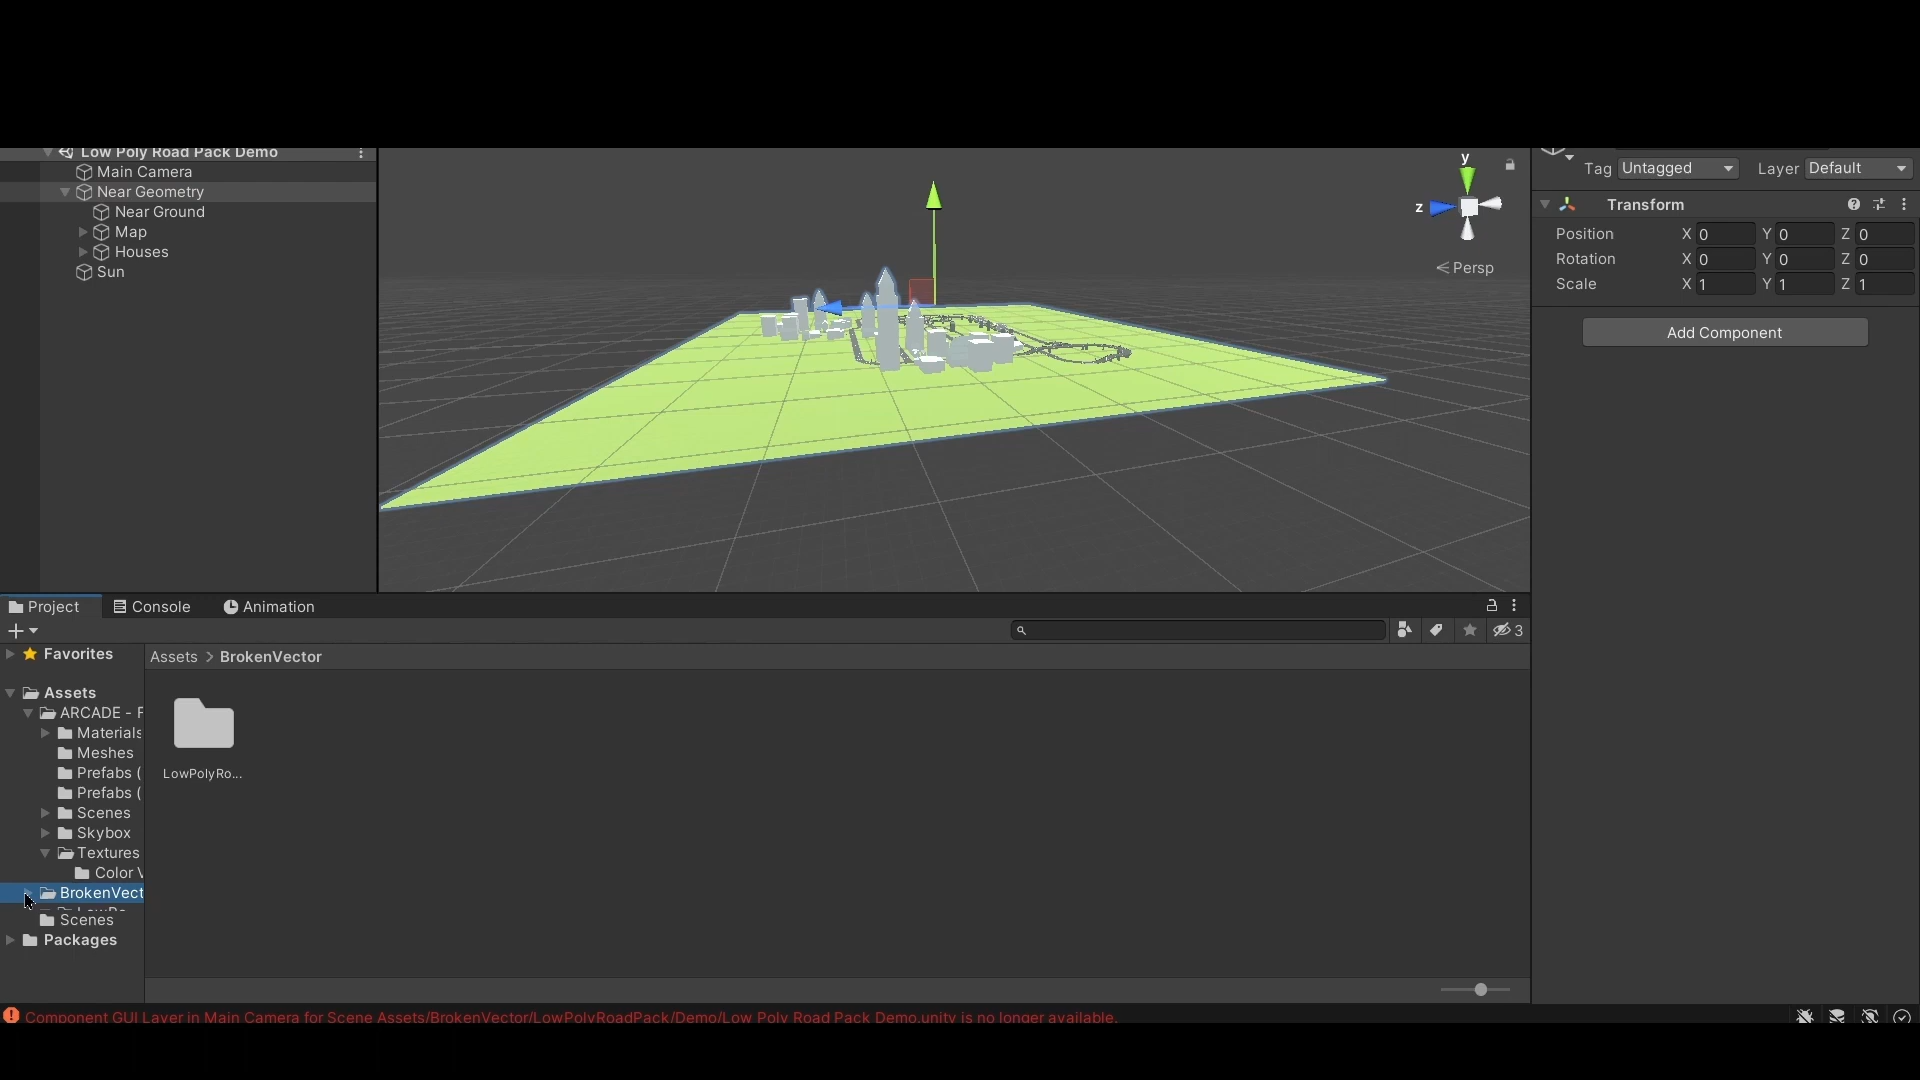 Low Poly Road Pack Demo
Main Camera
Near Geometry
Near Ground
Map
Houses
Sun
y
z
< Persp
Tag Untagged Layer Default
Transform
Position X 0 Y 0 Z 0
Rotation X 0 Y 0 Z 0
Scale X 1 Y 1 Z 1
Add Component
Project Console Animation
3
Favorites
Assets
ARCADE - F
Materials
Meshes
Prefabs (
Prefabs (
Scenes
Skybox
Textures
Color V
BrokenVect
Scenes
Packages
Assets > BrokenVector
LowPolyRo...
Component GUI Layer in Main Camera for Scene Assets/BrokenVector/LowPolyRoadPack/Demo/Low Poly Road Pack Demo.unity is no longer available.